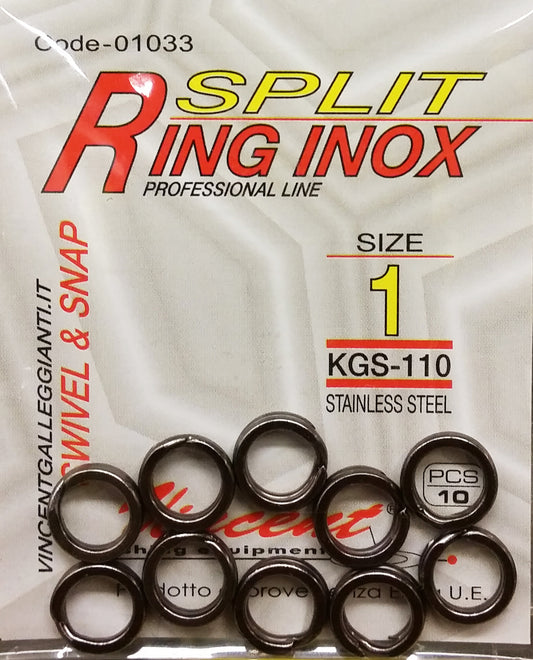 Code-01033
SPLIT
RING INOX
PROFESSIONAL LINE
SWIVEL & SNAP
VINCENTGALLEGGIANTI.IT
SIZE
1
KGS-110
STAINLESS STEEL
PCS
10
Vincent
equipment
U.E.